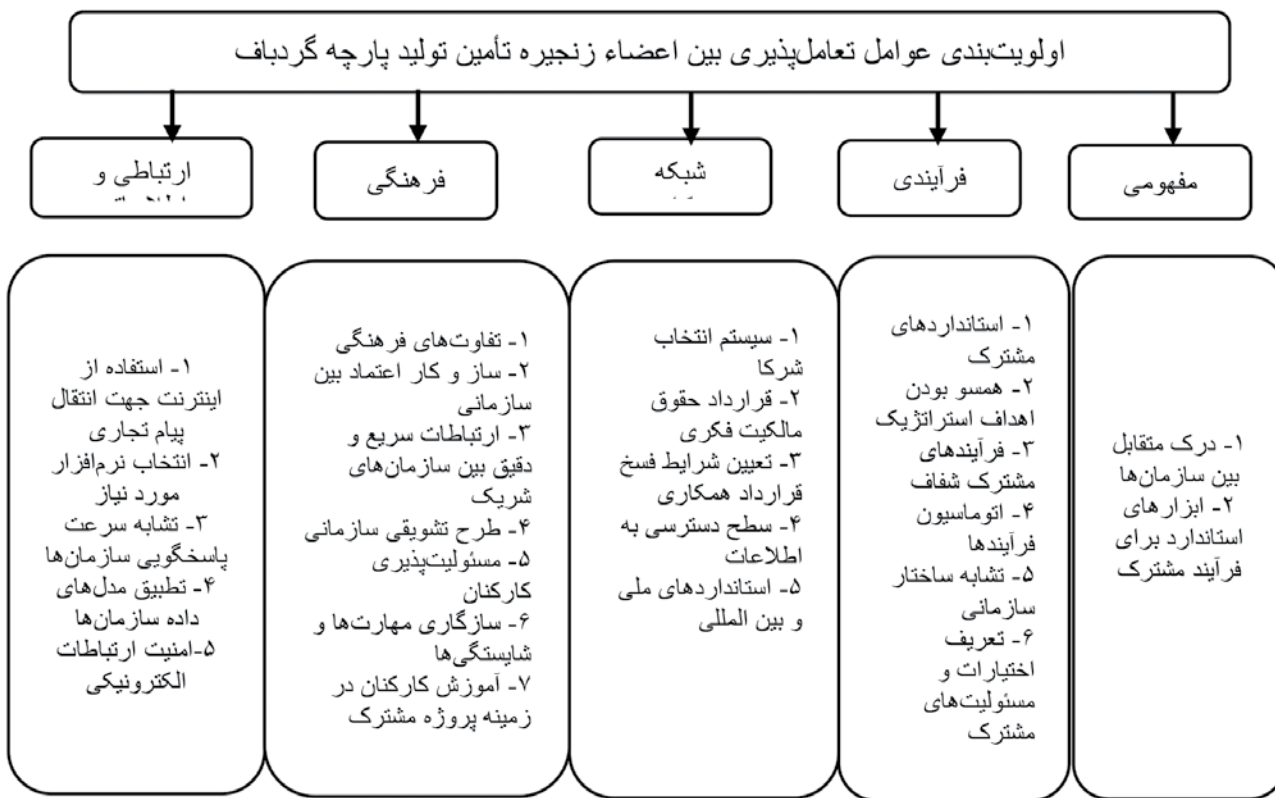 اولویت‌بندی عوامل تعامل‌پذیری بین اعضاء زنجیره تأمین تولید پارچه گردباف
مفهومی
فرآیندی
شبکه
فرهنگی
ارتباطی و
۱- درک متقابل
بین سازمان‌ها
۲- ابزارهای
استاندارد برای
فرآیند مشترک
۱- استانداردهای
مشترک
۲- همسو بودن
اهداف استراتژیک
۳- فرآیندهای
مشترک شفاف
۴- اتوماسیون
فرآیندها
۵- تشابه ساختار
سازمانی
۶- تعریف
اختیارات و
مسئولیت‌های
مشترک
۱- سیستم انتخاب
شرکا
۲- قرارداد حقوق
مالکیت فکری
۳- تعیین شرایط فسخ
قرارداد همکاری
۴- سطح دسترسی به
اطلاعات
۵- استانداردهای ملی
و بین المللی
۱- تفاوت‌های فرهنگی
۲- ساز و کار اعتماد بین
سازمانی
۳- ارتباطات سریع و
دقیق بین سازمان‌های
شریک
۴- طرح تشویقی سازمانی
۵- مسئولیت‌پذیری
کارکنان
۶- سازگاری مهارت‌ها و
شایستگی‌ها
۷- آموزش کارکنان در
زمینه پروژه مشترک
۱- استفاده از
اینترنت جهت انتقال
پیام تجاری
۲- انتخاب نرم‌افزار
مورد نیاز
۳- تشابه سرعت
پاسخگویی سازمان‌ها
۴- تطبیق مدل‌های
داده سازمان‌ها
۵-امنیت ارتباطات
الکترونیکی